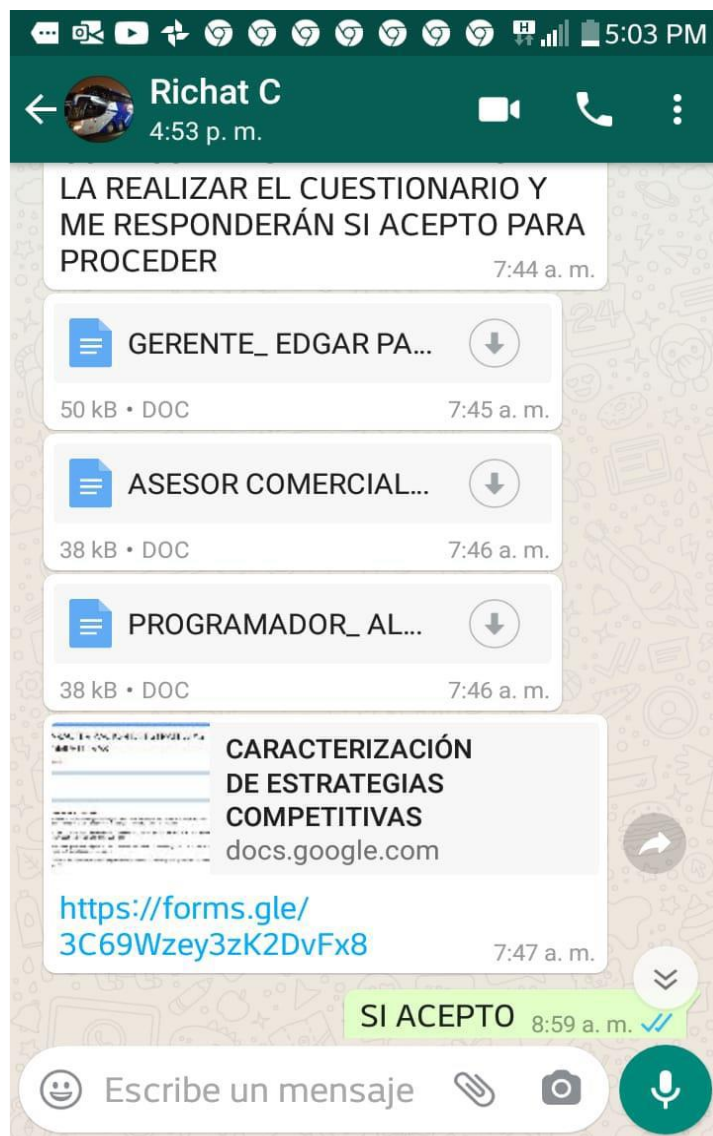 5:03 PM
Richat C
4:53 p. m.
LA REALIZAR EL CUESTIONARIO Y
ME RESPONDERÁN SI ACEPTO PARA
PROCEDER
7:44 a. m.
GERENTE_ EDGAR PA...
50 kB • DOC
7:45 a. m.
ASESOR COMERCIAL...
38 kB • DOC
7:46 a. m.
PROGRAMADOR_ AL...
38 kB • DOC
7:46 a. m.
CARACTERIZACIÓN
DE ESTRATEGIAS
COMPETITIVAS
docs.google.com
https://forms.gle/
3C69Wzey3zK2DvFx8
7:47 a. m.
SI ACEPTO 8:59 a. m.
Escribe un mensaje